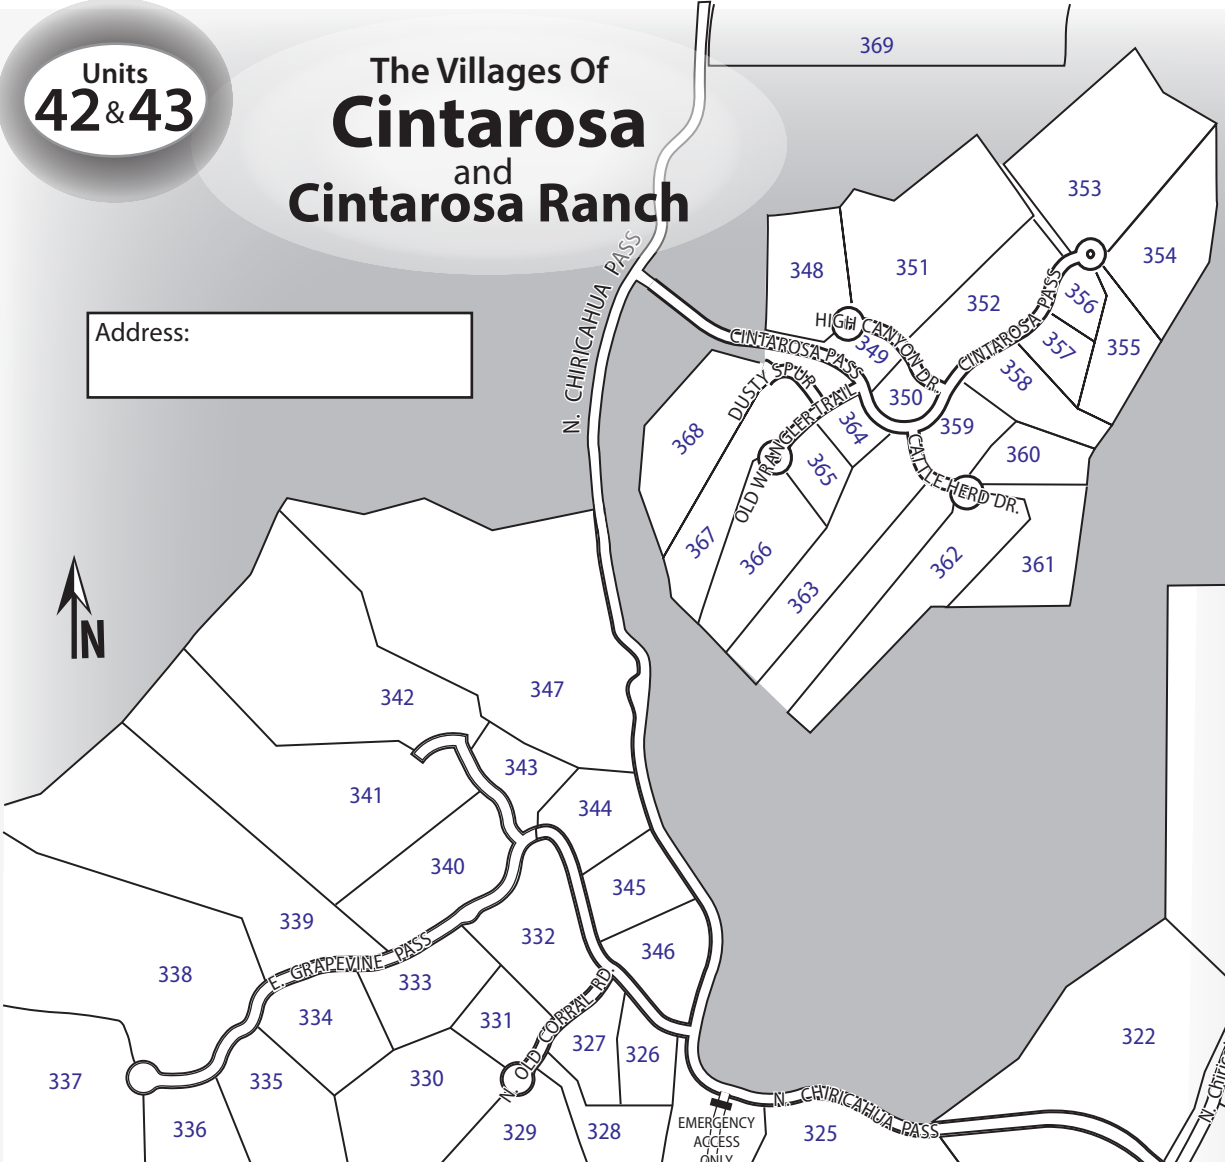 Units
42 & 43
The Villages Of
Cintarosa
and
Cintarosa Ranch
Address:
N
369
353
354
348
351
352
356
355
357
349
358
350
359
360
364
365
368
367
366
363
362
361
N. CHIRICAHUA PASS
CINTAROSA PASS
HIGH CANYON DR.
CINTAROSA PASS
DUSTY SPUR
OLD WRANGLER TRAIL
CATTLE HERD DR.
342
347
343
341
344
340
345
339
332
346
338
333
334
331
327
326
322
337
335
330
336
329
328
325
E. GRAPEVINE PASS
N. OLD CORRAL RD.
N. CHIRICAHUA PASS
EMERGENCY
ACCESS
ONLY